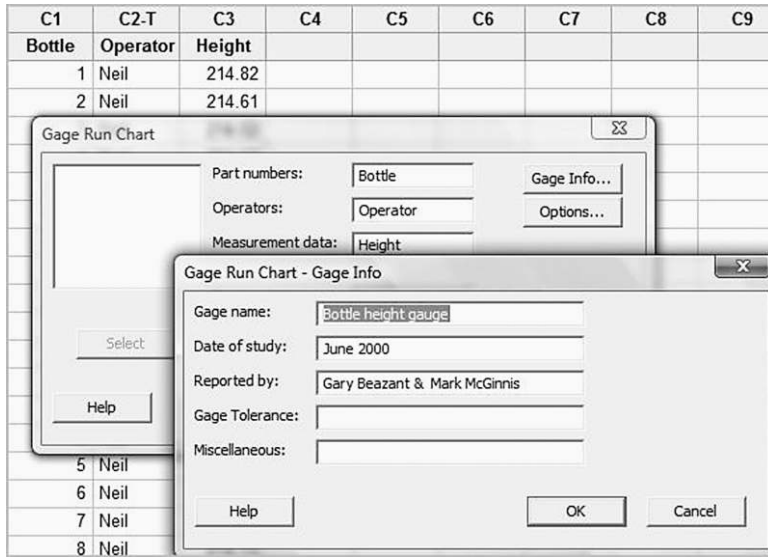 C1 C2-T C3 C4 C5 C6 C7 C8 C9
Bottle Operator Height
1 Neil 214.82
2 Neil 214.61
Gage Run Chart
Part numbers: Bottle Gage Info...
Operators: Operator Options...
Measurement data: Height
Select
Help
Gage Run Chart - Gage Info
Gage name: Bottle height gauge
Date of study: June 2000
Reported by: Gary Beazant & Mark McGinnis
Gage Tolerance:
Miscellaneous:
Help OK Cancel
5 Neil
6 Neil
7 Neil
8 Neil